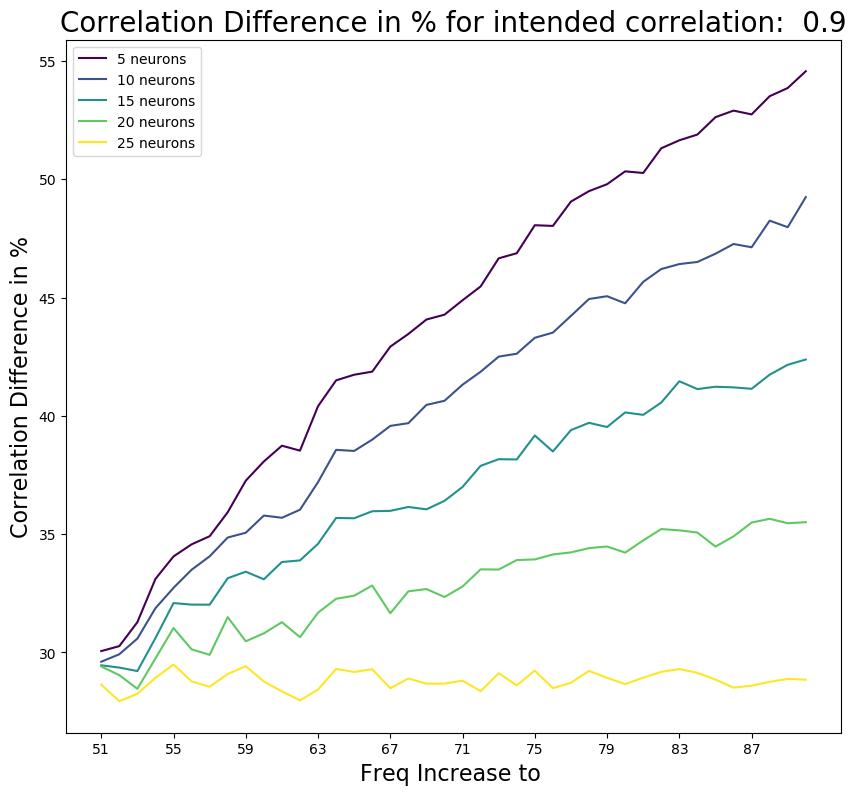 Correlation Difference in % for intended correlation:  0.9
5 neurons
10 neurons
15 neurons
20 neurons
25 neurons
55
50
45
40
35
30
Correlation Difference in %
51 55 59 63 67 71 75 79 83 87
Freq Increase to